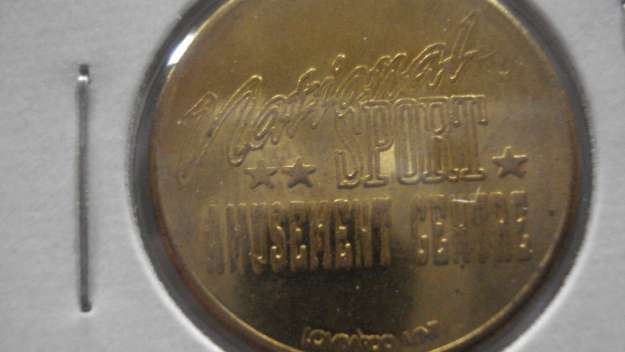 National
SPORT
AMUSEMENT CENTRE